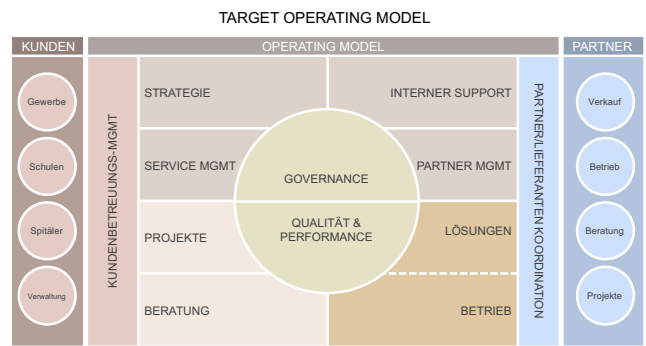 TARGET OPERATING MODEL
KUNDEN
OPERATING MODEL
PARTNER
Gewerbe
Schulen
Spitäler
Verwaltung
KUNDENBETREUUNGS-MGMT
STRATEGIE
INTERNER SUPPORT
SERVICE MGMT
PARTNER MGMT
GOVERNANCE
QUALITÄT &
PERFORMANCE
PROJEKTE
LÖSUNGEN
BERATUNG
BETRIEB
PARTNER/LIEFERANTEN KOORDINATION
Verkauf
Betrieb
Beratung
Projekte